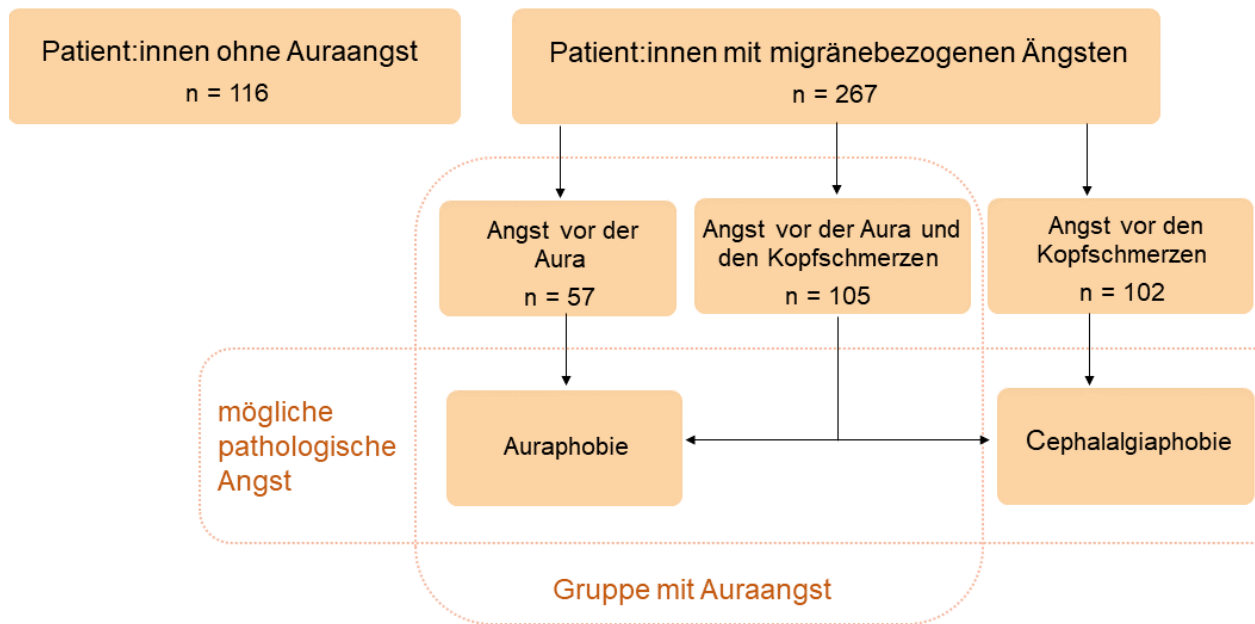 Patient:innen ohne Auraangst
n = 116
Patient:innen mit migränebezogenen Ängsten
n = 267
Angst vor der
Aura
n = 57
Angst vor der Aura und
den Kopfschmerzen
n = 105
Angst vor den
Kopfschmerzen
n = 102
mögliche
pathologische
Angst
Auraphobie
Cephalalgiaphobie
Gruppe mit Auraangst